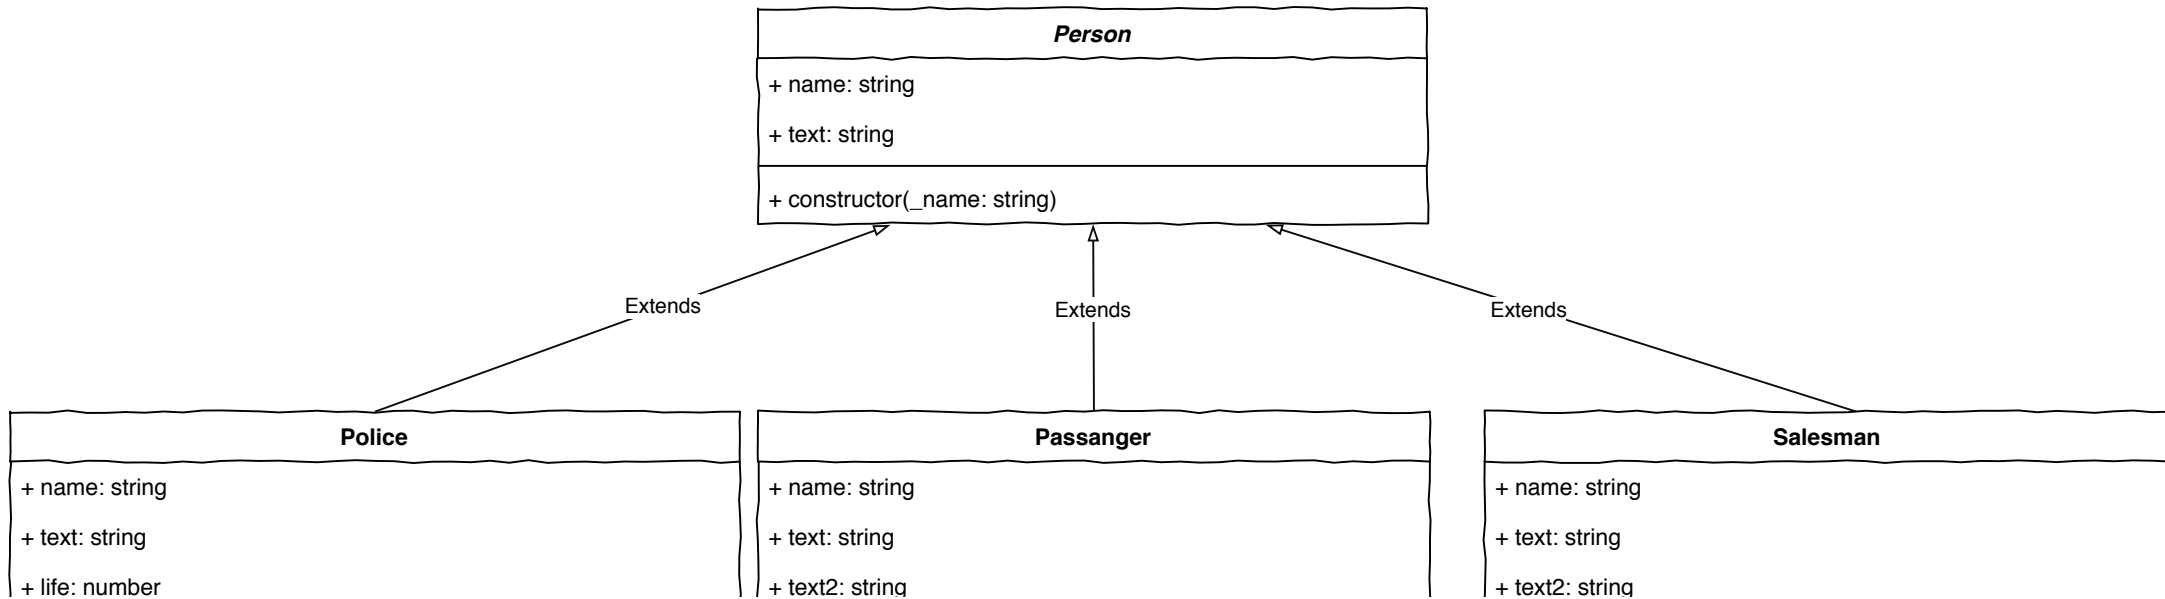 Person
+ name: string
+ text: string
+ constructor(_name: string)
Extends
Extends
Extends
Police
+ name: string
+ text: string
+ life: number
Passanger
+ name: string
+ text: string
+ text2: string
Salesman
+ name: string
+ text: string
+ text2: string